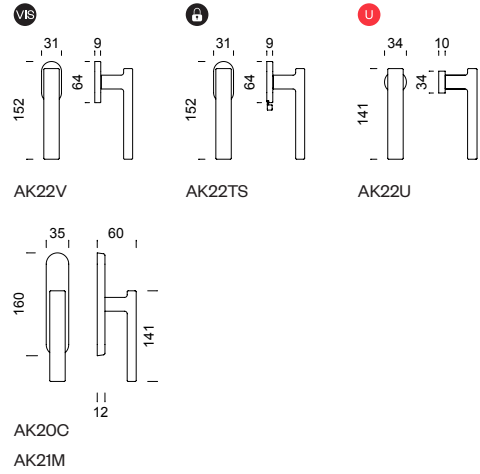 VIS
U
31 9
31 9
34 10
152 64
152 64
141 34
AK22V
AK22TS
AK22U
35 60
160 141
12
AK20C
AK21M